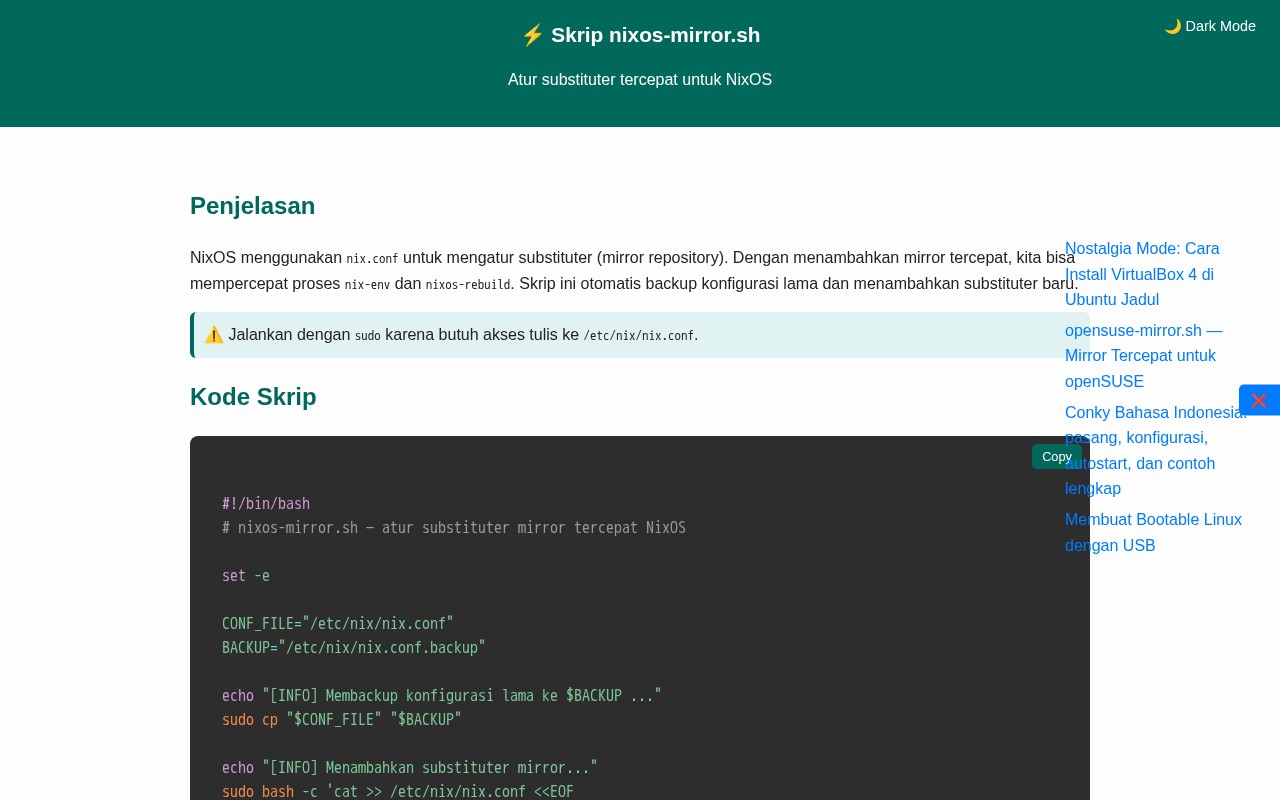 ⚡ Skrip nixos-mirror.sh
🌙 Dark Mode
Atur substituter tercepat untuk NixOS
Penjelasan
NixOS menggunakan nix.conf untuk mengatur substituter (mirror repository). Dengan menambahkan mirror tercepat, kita bisa
mempercepat proses nix-env dan nixos-rebuild. Skrip ini otomatis backup konfigurasi lama dan menambahkan substituter baru.
⚠️ Jalankan dengan sudo karena butuh akses tulis ke /etc/nix/nix.conf.
Kode Skrip
Copy
#!/bin/bash
# nixos-mirror.sh — atur substituter mirror tercepat NixOS
set -e
CONF_FILE="/etc/nix/nix.conf"
BACKUP="/etc/nix/nix.conf.backup"
echo "[INFO] Membackup konfigurasi lama ke $BACKUP ..."
sudo cp "$CONF_FILE" "$BACKUP"
echo "[INFO] Menambahkan substituter mirror..."
sudo bash -c 'cat >> /etc/nix/nix.conf <<EOF
Nostalgia Mode: Cara
Install VirtualBox 4 di
Ubuntu Jadul
opensuse-mirror.sh —
Mirror Tercepat untuk
openSUSE
Conky Bahasa Indonesia:
pasang, konfigurasi,
autostart, dan contoh
lengkap
Membuat Bootable Linux
dengan USB
❌